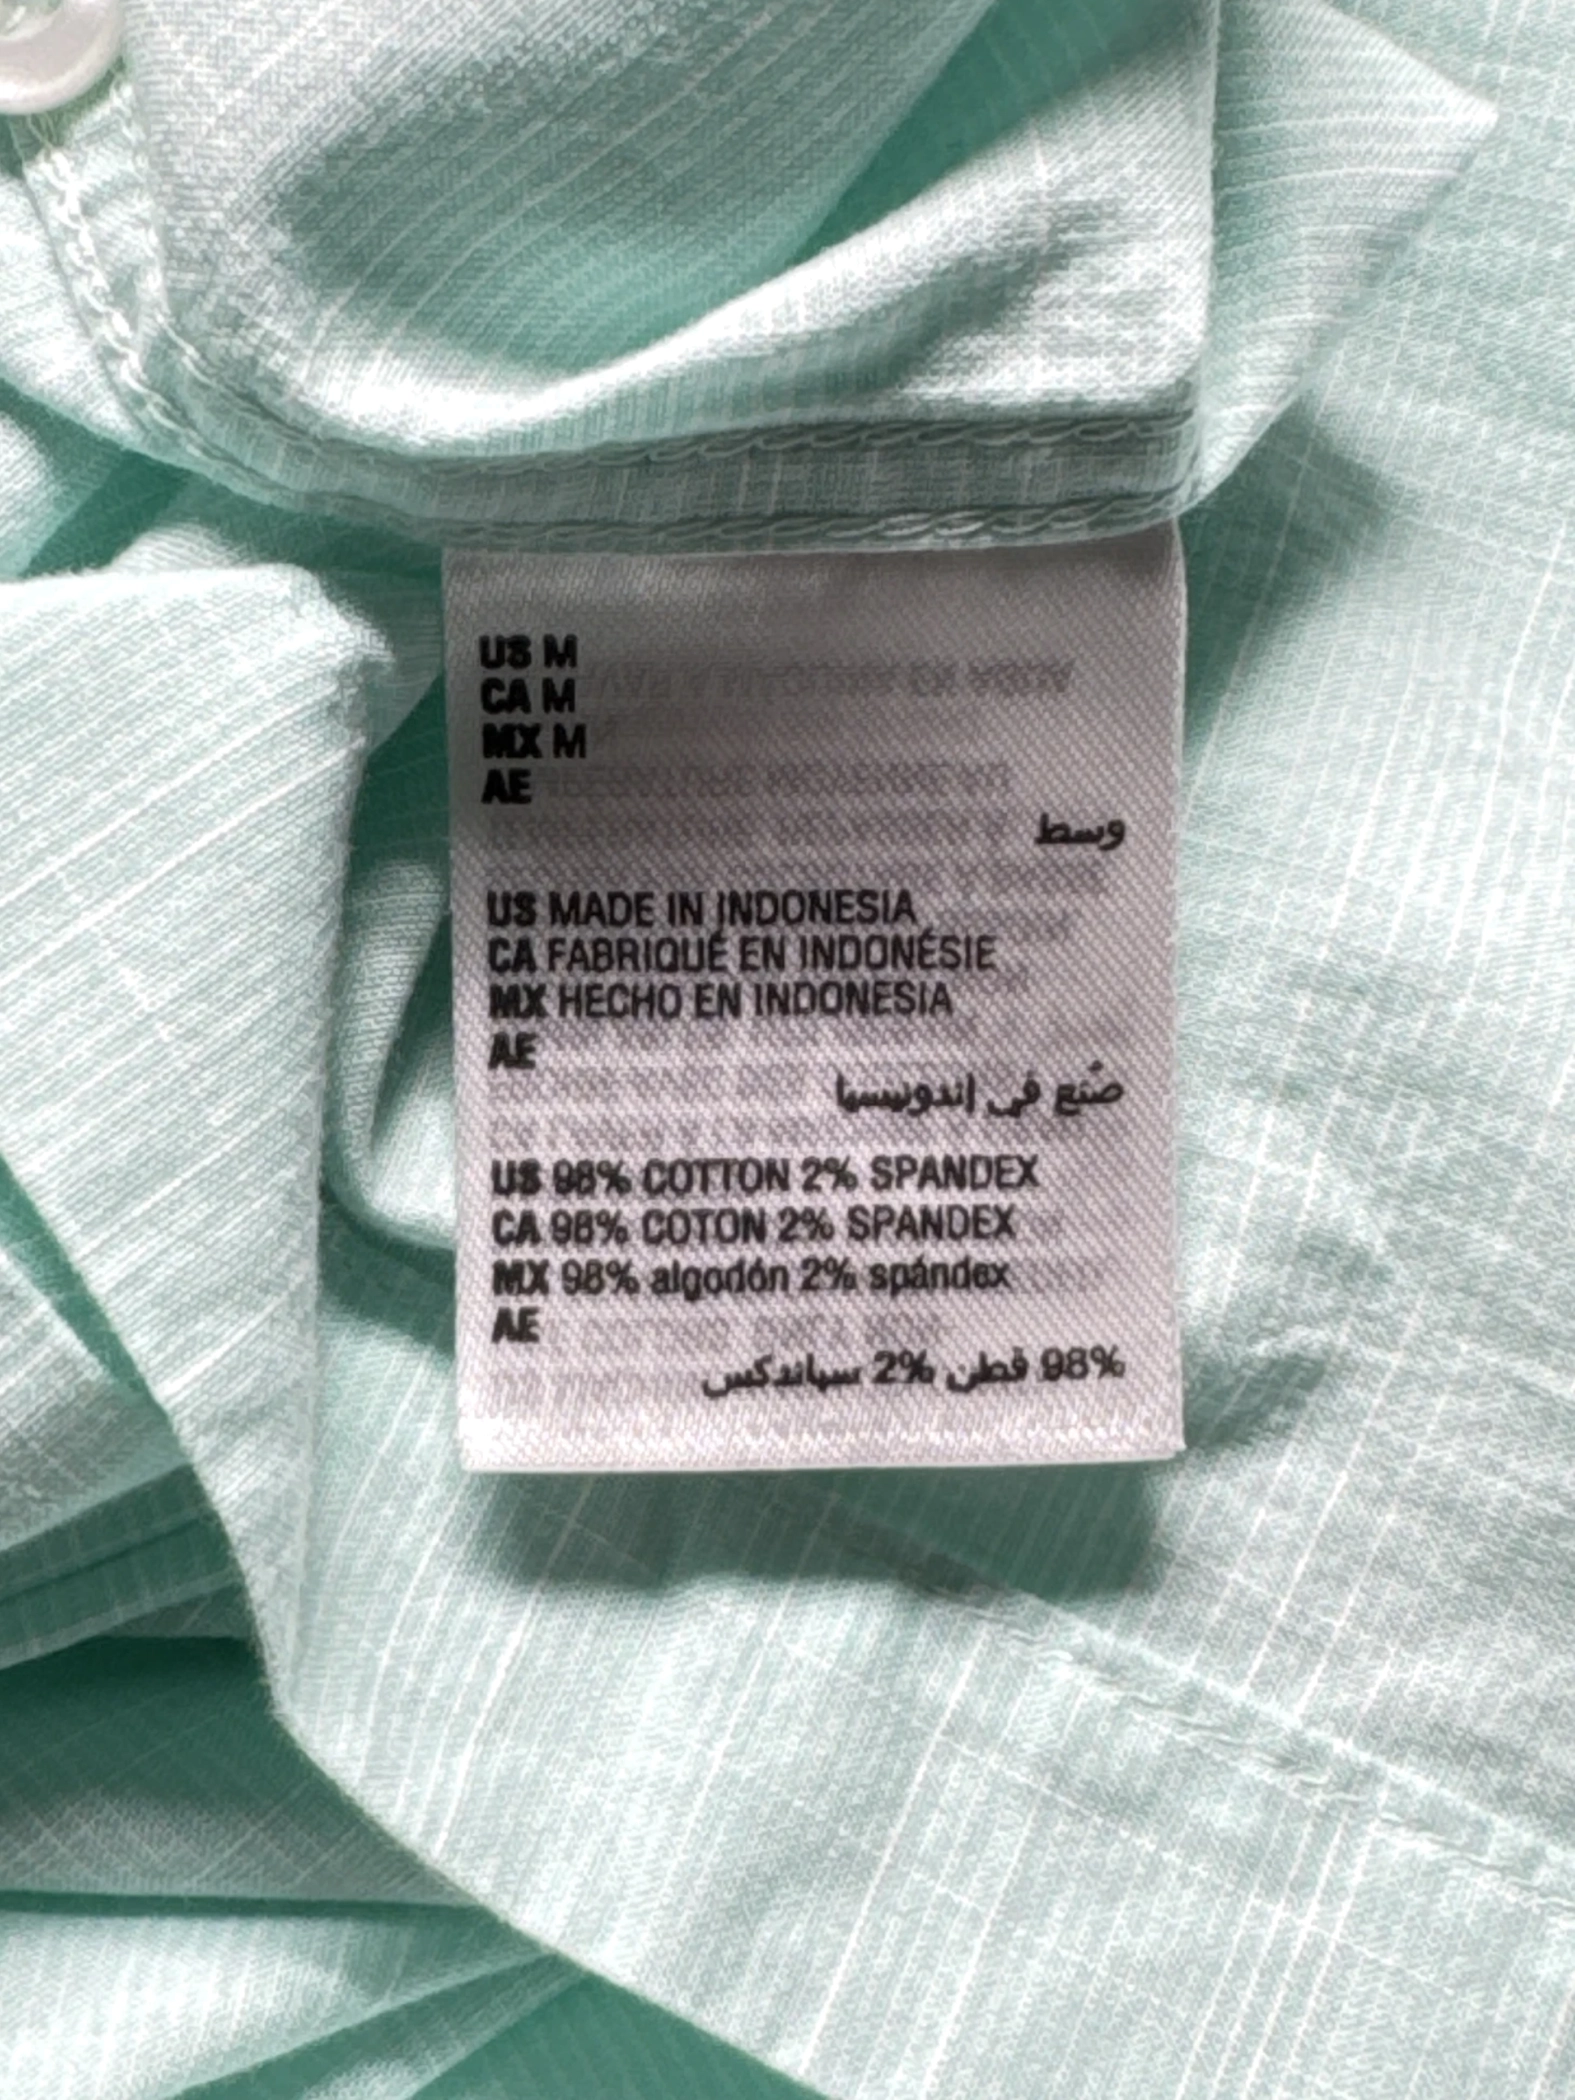 US M
CA M
MX M
AE
وسط
US MADE IN INDONESIA
CA FABRIQUÉ EN INDONÉSIE
MX HECHO EN INDONESIA
AE
صُنع في إندونيسيا
US 98% COTTON 2% SPANDEX
CA 98% COTON 2% SPANDEX
MX 98% algodón 2% spándex
AE
98% قطن 2% سباندكس